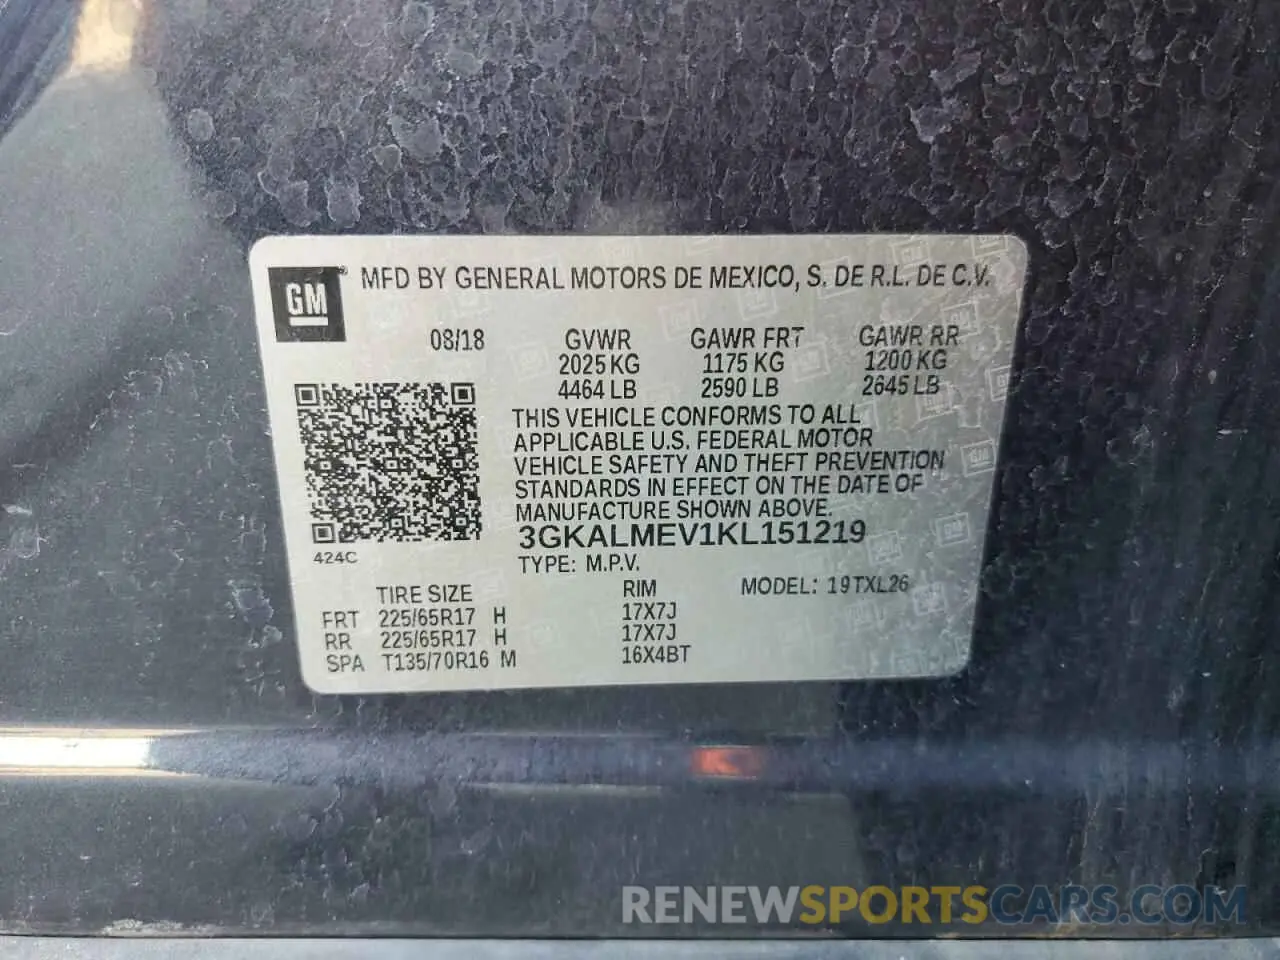 GM
MFD BY GENERAL MOTORS DE MEXICO, S. DE R.L. DE C.V.
08/18 GVWR GAWR FRT GAWR RR
2025 KG 1175 KG 1200 KG
4464 LB 2590 LB 2645 LB
THIS VEHICLE CONFORMS TO ALL
APPLICABLE U.S. FEDERAL MOTOR
VEHICLE SAFETY AND THEFT PREVENTION
STANDARDS IN EFFECT ON THE DATE OF
MANUFACTURE SHOWN ABOVE.
3GKALMEV1KL151219
424C
TYPE: M.P.V.
TIRE SIZE RIM MODEL: 19TXL26
FRT 225/65R17 H 17X7J
RR 225/65R17 H 17X7J
SPA T135/70R16 M 16X4BT
RENEWSPORTSCARS.COM